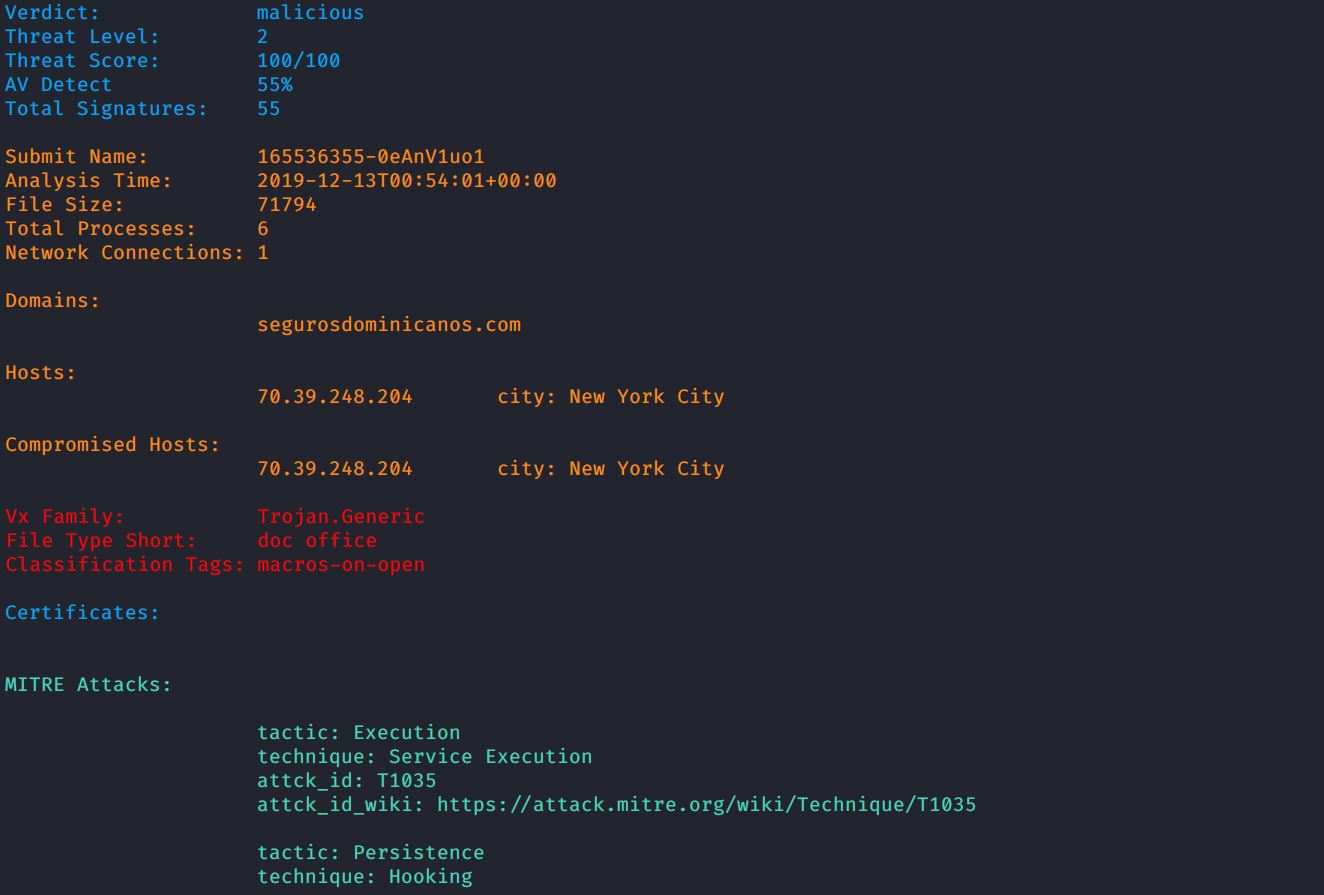 Verdict: malicious
Threat Level: 2
Threat Score: 100/100
AV Detect 55%
Total Signatures: 55
Submit Name: 165536355-0eAnV1uo1
Analysis Time: 2019-12-13T00:54:01+00:00
File Size: 71794
Total Processes: 6
Network Connections: 1
Domains:
segurosdominicanos.com
Hosts:
70.39.248.204 city: New York City
Compromised Hosts:
70.39.248.204 city: New York City
Vx Family: Trojan.Generic
File Type Short: doc office
Classification Tags: macros-on-open
Certificates:
MITRE Attacks:
tactic: Execution
technique: Service Execution
attck_id: T1035
attck_id_wiki: https://attack.mitre.org/wiki/Technique/T1035
tactic: Persistence
technique: Hooking